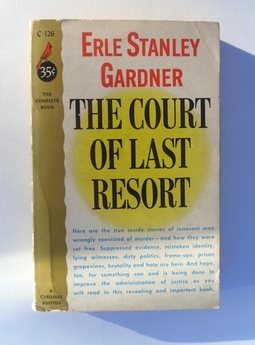 C-126
35¢
THE
COMPLETE
BOOK
ERLE STANLEY
GARDNER
THE COURT
OF LAST
RESORT
Here are the true inside stories of innocent men
wrongly convicted of murder—and how they were
set free. Suppressed evidence, mistaken identity,
lying witnesses, dirty politics, frame-ups, prison
grapevines, brutality and hate are here. And hope,
too, for something can and is being done to
improve the administration of justice as you
will read in this revealing and important book.
A
CARDINAL
EDITION